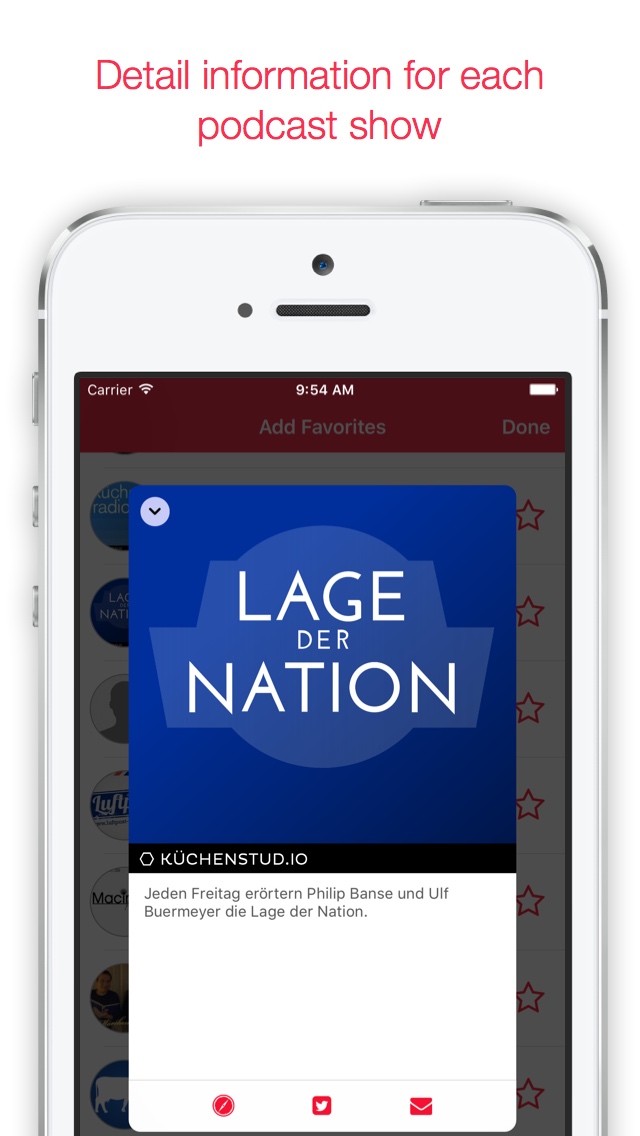 Detail information for each
podcast show
Carrier
9:54 AM
Add Favorites
Done
radio
LAGE
DER
NATION
KÜCHENSTUD.IO
Jeden Freitag erörtern Philip Banse und Ulf
Buermeyer die Lage der Nation.